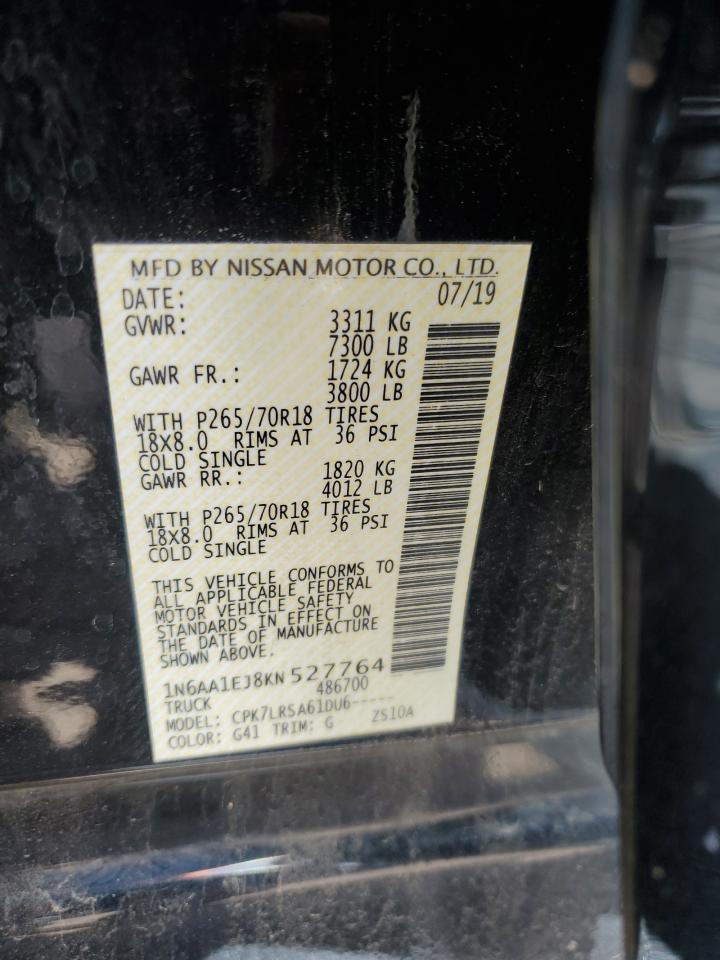 MFD BY NISSAN MOTOR CO., LTD.
DATE: 07/19
GVWR: 3311 KG
7300 LB
GAWR FR.: 1724 KG
3800 LB
WITH P265/70R18 TIRES
18X8.0 RIMS AT 36 PSI
COLD SINGLE
GAWR RR.: 1820 KG
4012 LB
WITH P265/70R18 TIRES
18X8.0 RIMS AT 36 PSI
COLD SINGLE
THIS VEHICLE CONFORMS TO
ALL APPLICABLE FEDERAL
MOTOR VEHICLE SAFETY
STANDARDS IN EFFECT ON
THE DATE OF MANUFACTURE
SHOWN ABOVE.
1N6AA1EJ8KN527764
TRUCK 486700
MODEL: CPK7LRSA61DU6-----
COLOR: G41 TRIM: G ZS10A